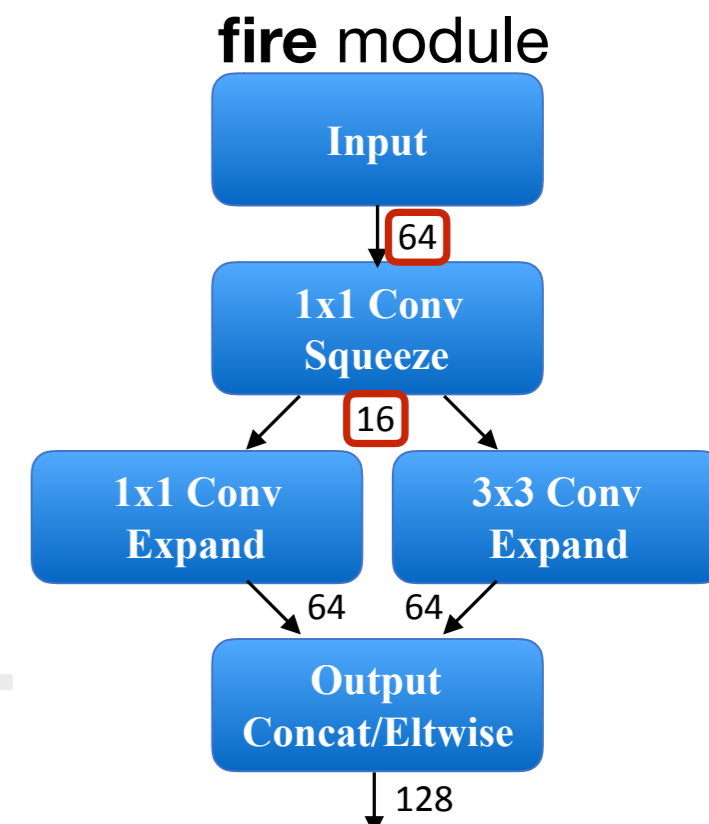 fire module
Input
64
1x1 Conv
Squeeze
16
1x1 Conv
Expand
3x3 Conv
Expand
64
64
Output
Concat/Eltwise
128